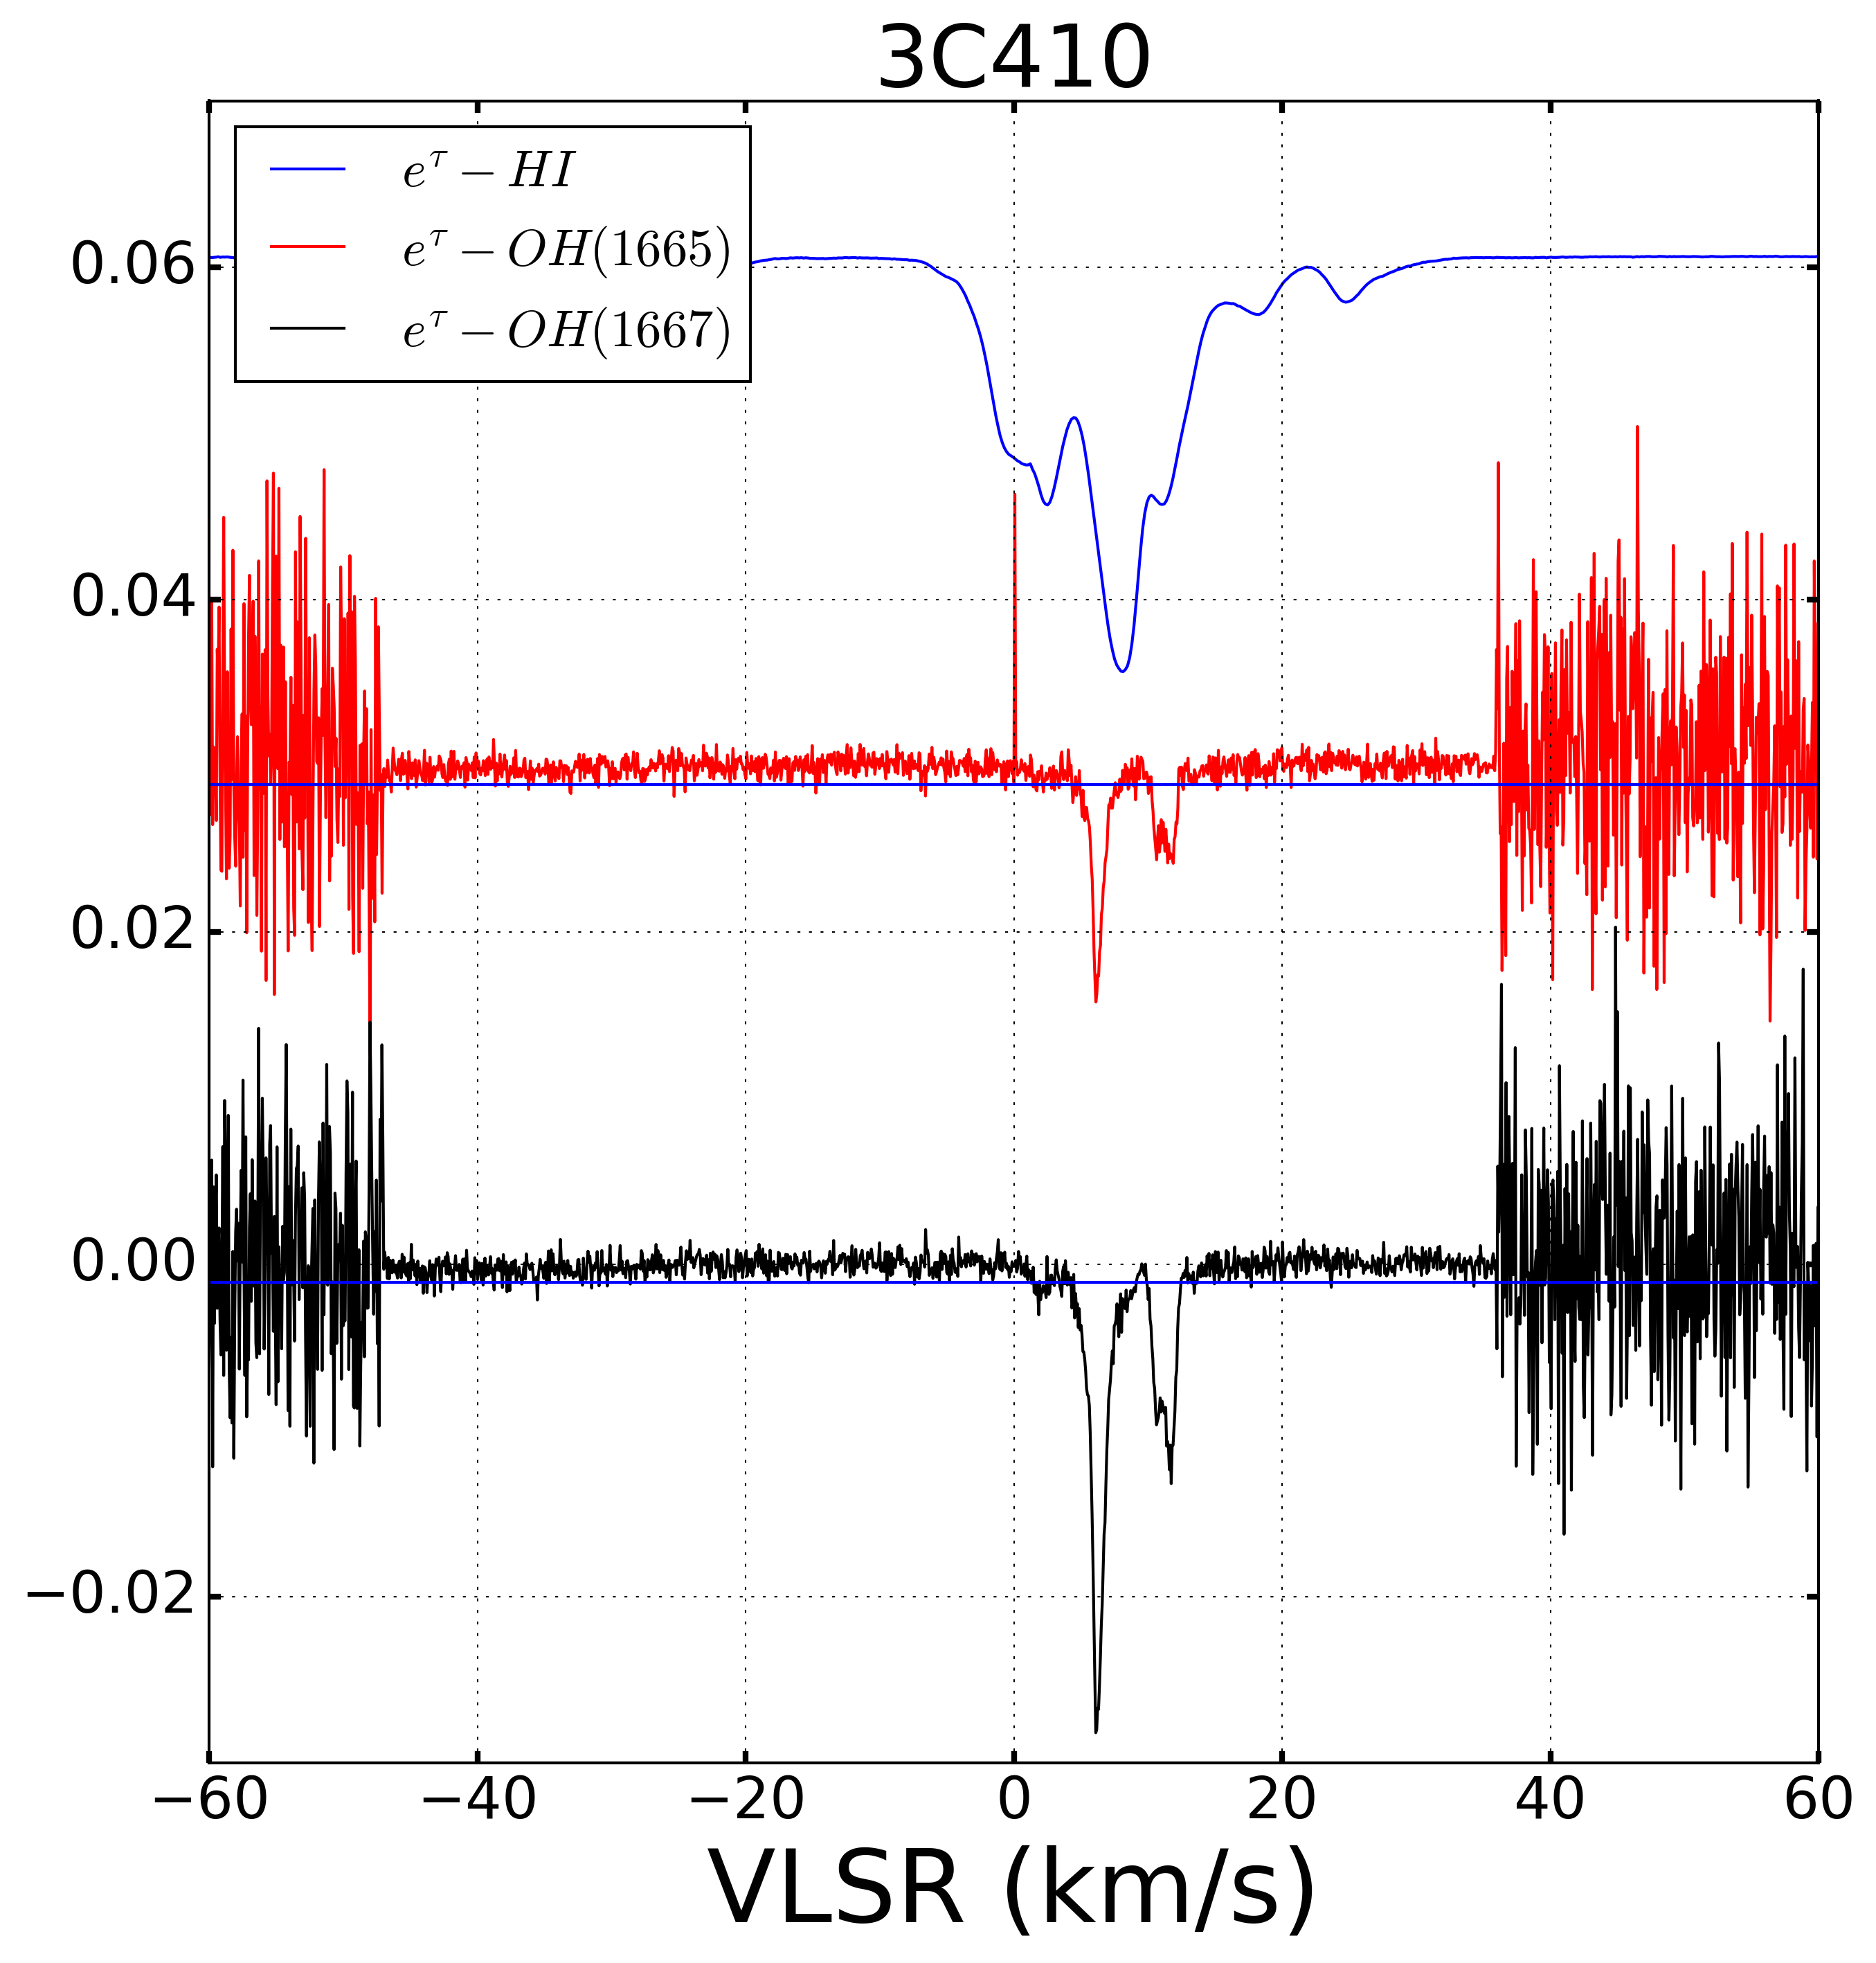 3C410
e^τ − HI
e^τ − OH(1665)
e^τ − OH(1667)
0.06
0.04
0.02
0.00
−0.02
−60 −40 −20 0 20 40 60
VLSR (km/s)